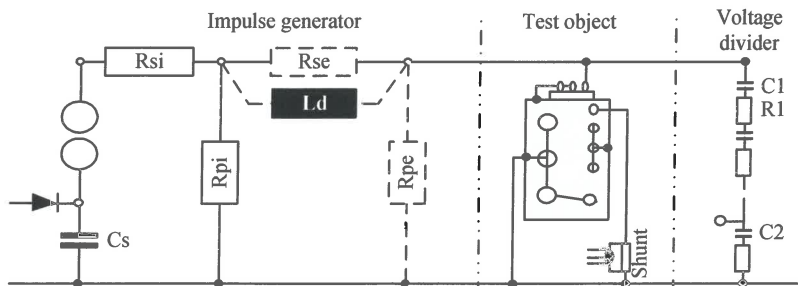 Impulse generator
Test object
Voltage
divider
Rsi
Rse
Ld
Rpi
Rpe
Cs
Shunt
C1
R1
C2